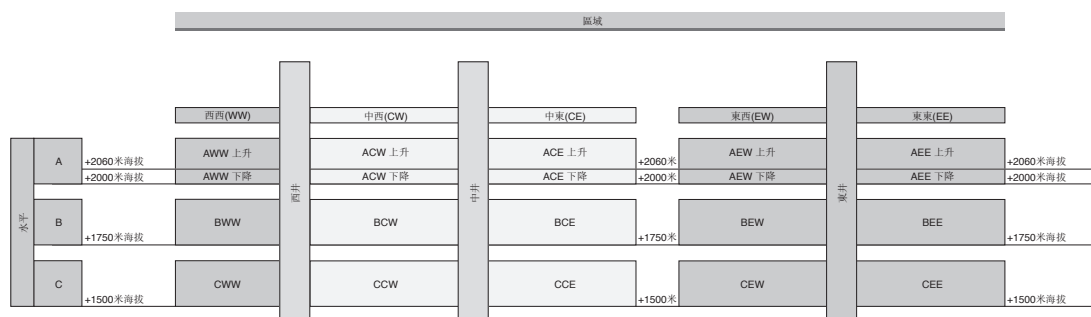 區域
西西(WW)
中西(CW)
中東(CE)
東西(EW)
東東(EE)
西井
中井
東井
水平
A
+2060米海拔
AWW 上升
ACW 上升
ACE 上升
+2060米
AEW 上升
AEE 上升
+2060米海拔
+2000米海拔
AWW 下降
ACW 下降
ACE 下降
+2000米
AEW 下降
AEE 下降
+2000米海拔
B
BWW
BCW
BCE
BEW
BEE
+1750米海拔
+1750米
+1750米海拔
C
CWW
CCW
CCE
CEW
CEE
+1500米海拔
+1500米
+1500米海拔